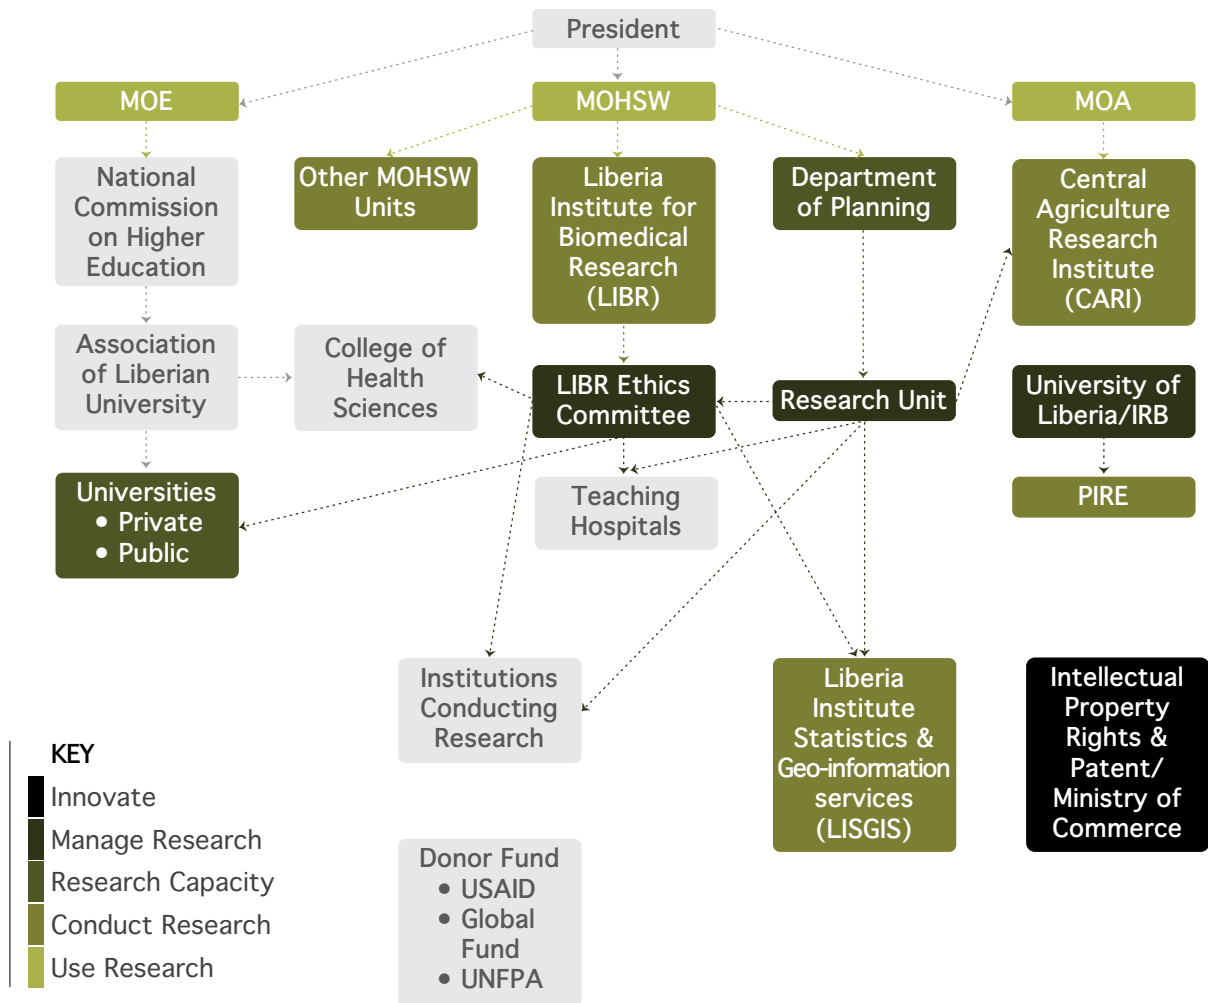 President
MOE
MOHSW
MOA
National
Commission
on Higher
Education
Other MOHSW
Units
Liberia
Institute for
Biomedical
Research
(LIBR)
Department
of Planning
Central
Agriculture
Research
Institute
(CARI)
Association
of Liberian
University
College of
Health
Sciences
LIBR Ethics
Committee
Research Unit
University of
Liberia/IRB
Universities
• Private
• Public
Teaching
Hospitals
PIRE
Institutions
Conducting
Research
Liberia
Institute
Statistics &
Geo-information
services
(LISGIS)
Intellectual
Property
Rights &
Patent/
Ministry of
Commerce
KEY
Innovate
Manage Research
Research Capacity
Conduct Research
Use Research
Donor Fund
• USAID
• Global
Fund
• UNFPA